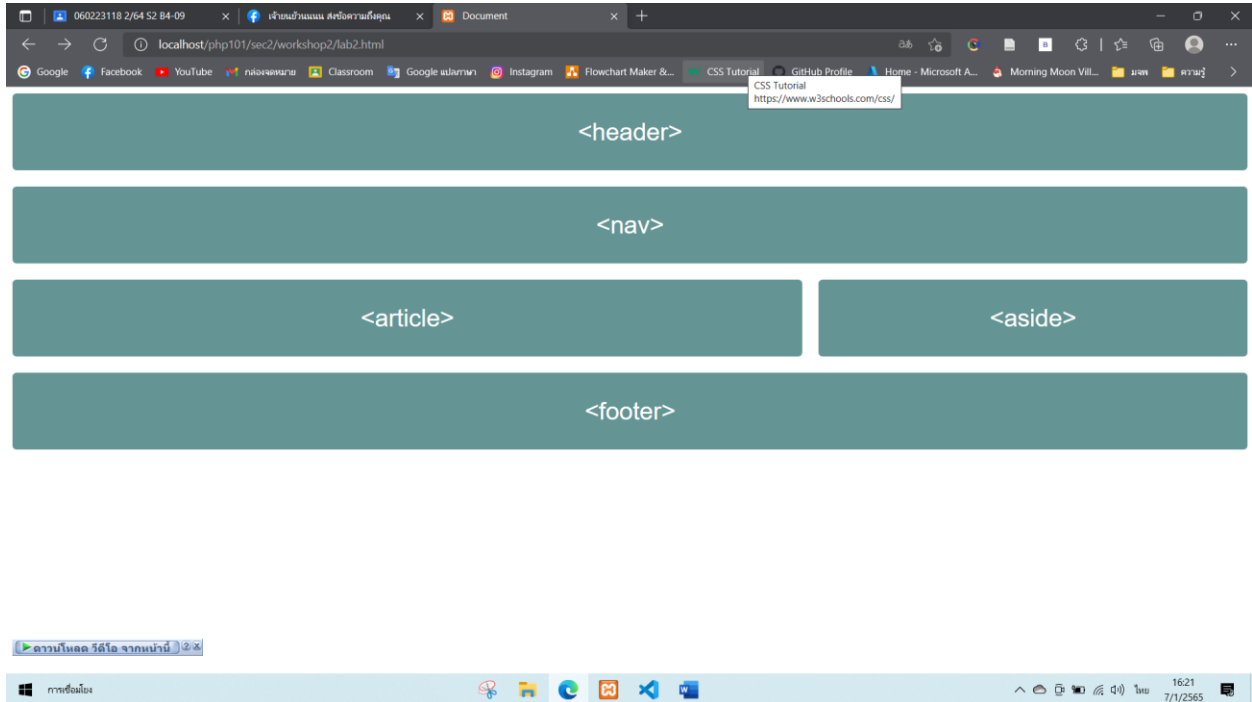 060223118 2/64 S2 B4-09
เจ้าขนย้วนนนน ส่งข้อความถึงคุณ
Document
localhost/php101/sec2/workshop2/lab2.html
Google Facebook YouTube กล่องจดหมาย Classroom Google แปลภาษา Instagram Flowchart Maker &... CSS Tutorial GitHub Profile Home - Microsoft A... Morning Moon Vill... มจพ ความรู้
CSS Tutorial
https://www.w3schools.com/css/
<header>
<nav>
<article> <aside>
<footer>
ดาวน์โหลด วีดีโอ จากหน้านี้
การเชื่อมโยง
ไทย
16:21
7/1/2565